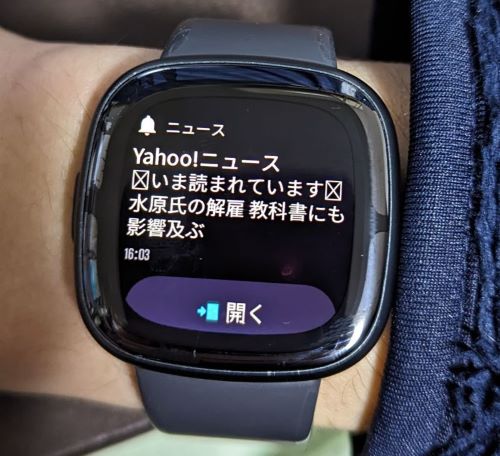 ニュース
Yahoo!ニュース
☒いま読まれています☒
水原氏の解雇 教科書にも
影響及ぶ
16:03
開く